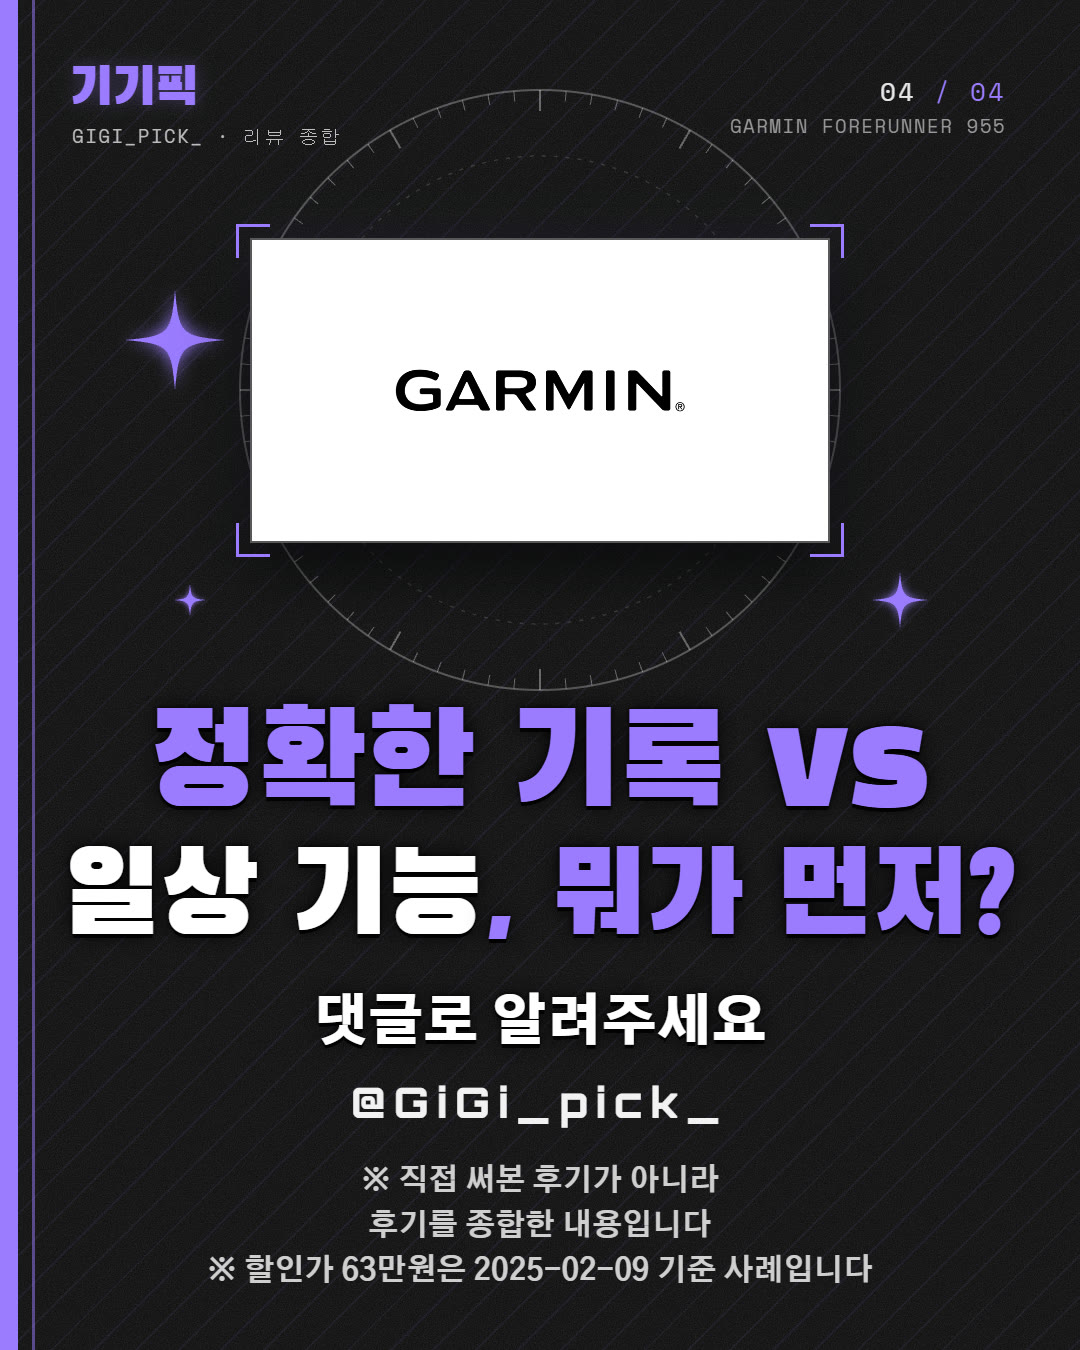 기기픽
GIGI_PICK_ · 리뷰 종합
04 / 04
GARMIN FORERUNNER 955
GARMIN®
정확한 기록 vs
일상 기능, 뭐가 먼저?
댓글로 알려주세요
@GiGi_pick_
※ 직접 써본 후기가 아니라
후기를 종합한 내용입니다
※ 할인가 63만원은 2025-02-09 기준 사례입니다